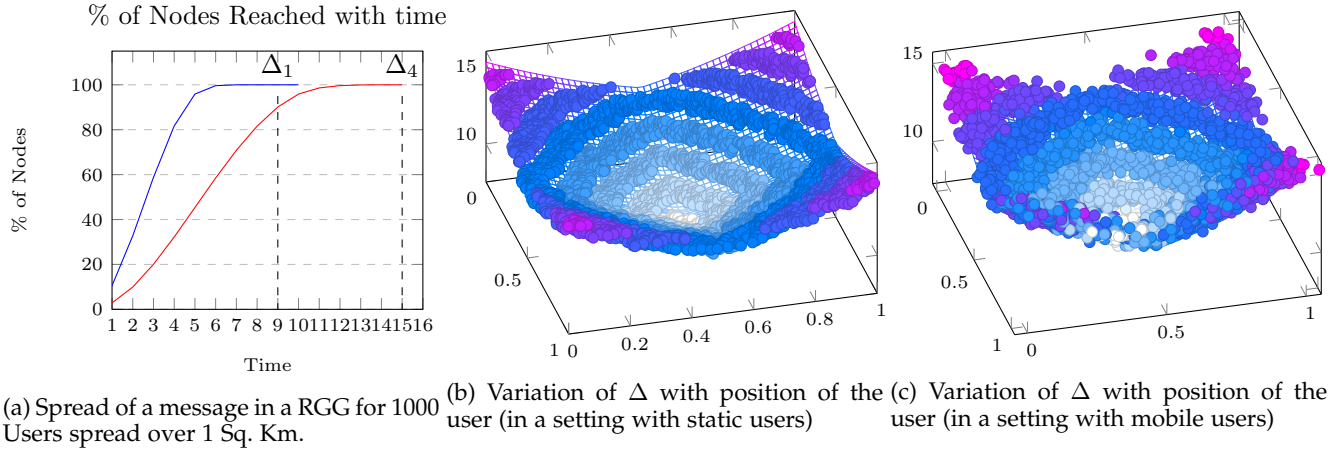 % of Nodes Reached with time
Δ₁
Δ₄
100
80
60
40
20
0
% of Nodes
1 2 3 4 5 6 7 8 9 10 11 12 13 14 15 16
Time
(a) Spread of a message in a RGG for 1000
Users spread over 1 Sq. Km.
15
10
0
0.5
1
0 0.2 0.4 0.6 0.8 1
(b) Variation of Δ with position of the
user (in a setting with static users)
15
10
0
0.5
1
0 0.5 1
(c) Variation of Δ with position of the
user (in a setting with mobile users)